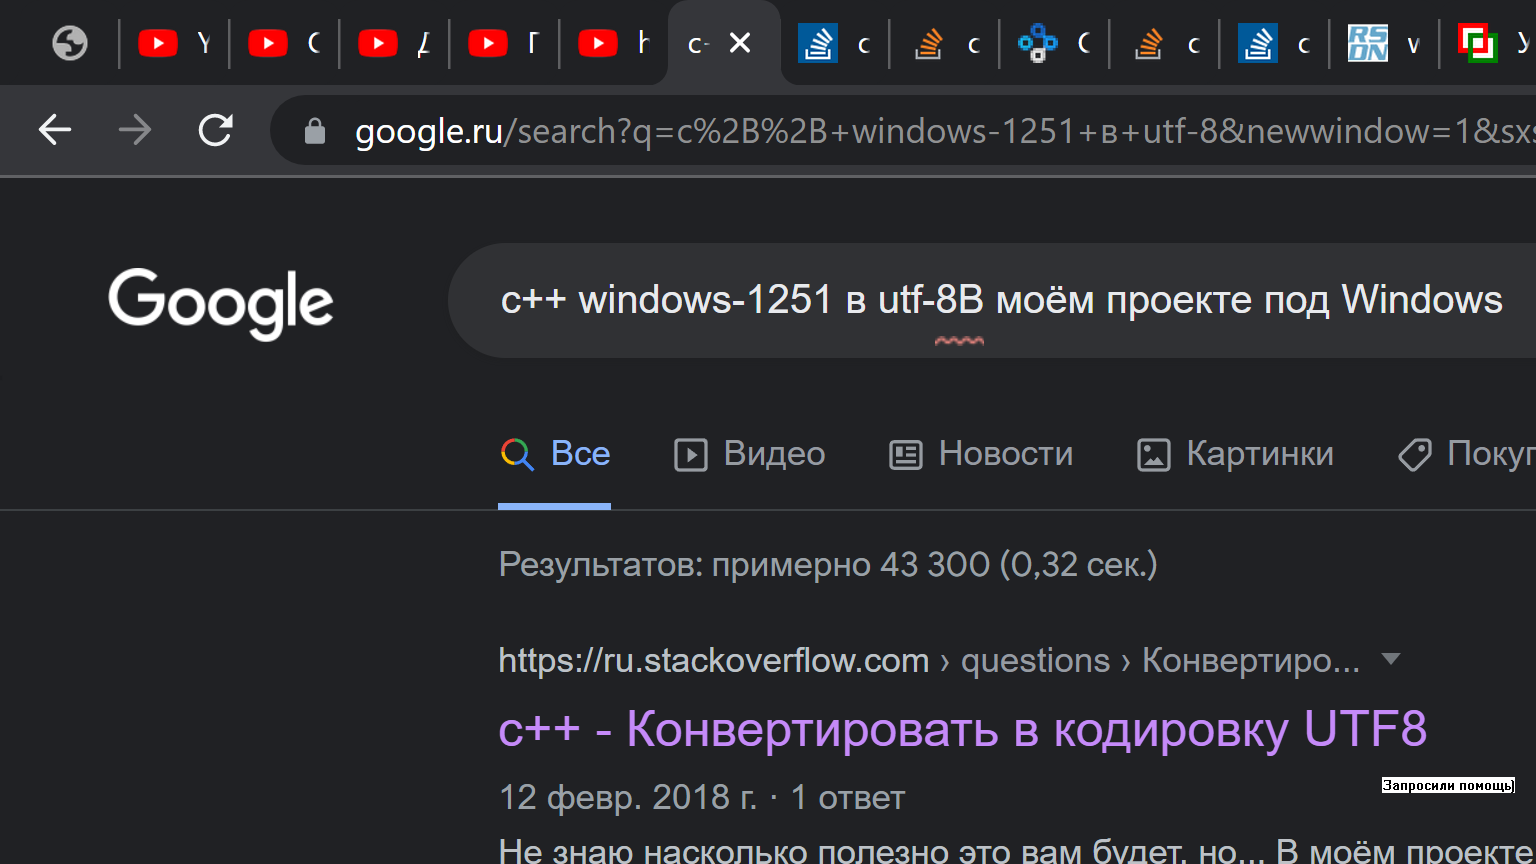 Y С Д П h c- с с С с с w У
google.ru/search?q=c%2B%2B+windows-1251+в+utf-8&newwindow=1&sxs
Google
c++ windows-1251 в utf-8В моём проекте под Windows
Все Видео Новости Картинки Покуп
Результатов: примерно 43 300 (0,32 сек.)
https://ru.stackoverflow.com › questions › Конвертиро...
c++ - Конвертировать в кодировку UTF8
Запросили помощь)
12 февр. 2018 г. · 1 ответ
Не знаю насколько полезно это вам будет, но... В моём проекте